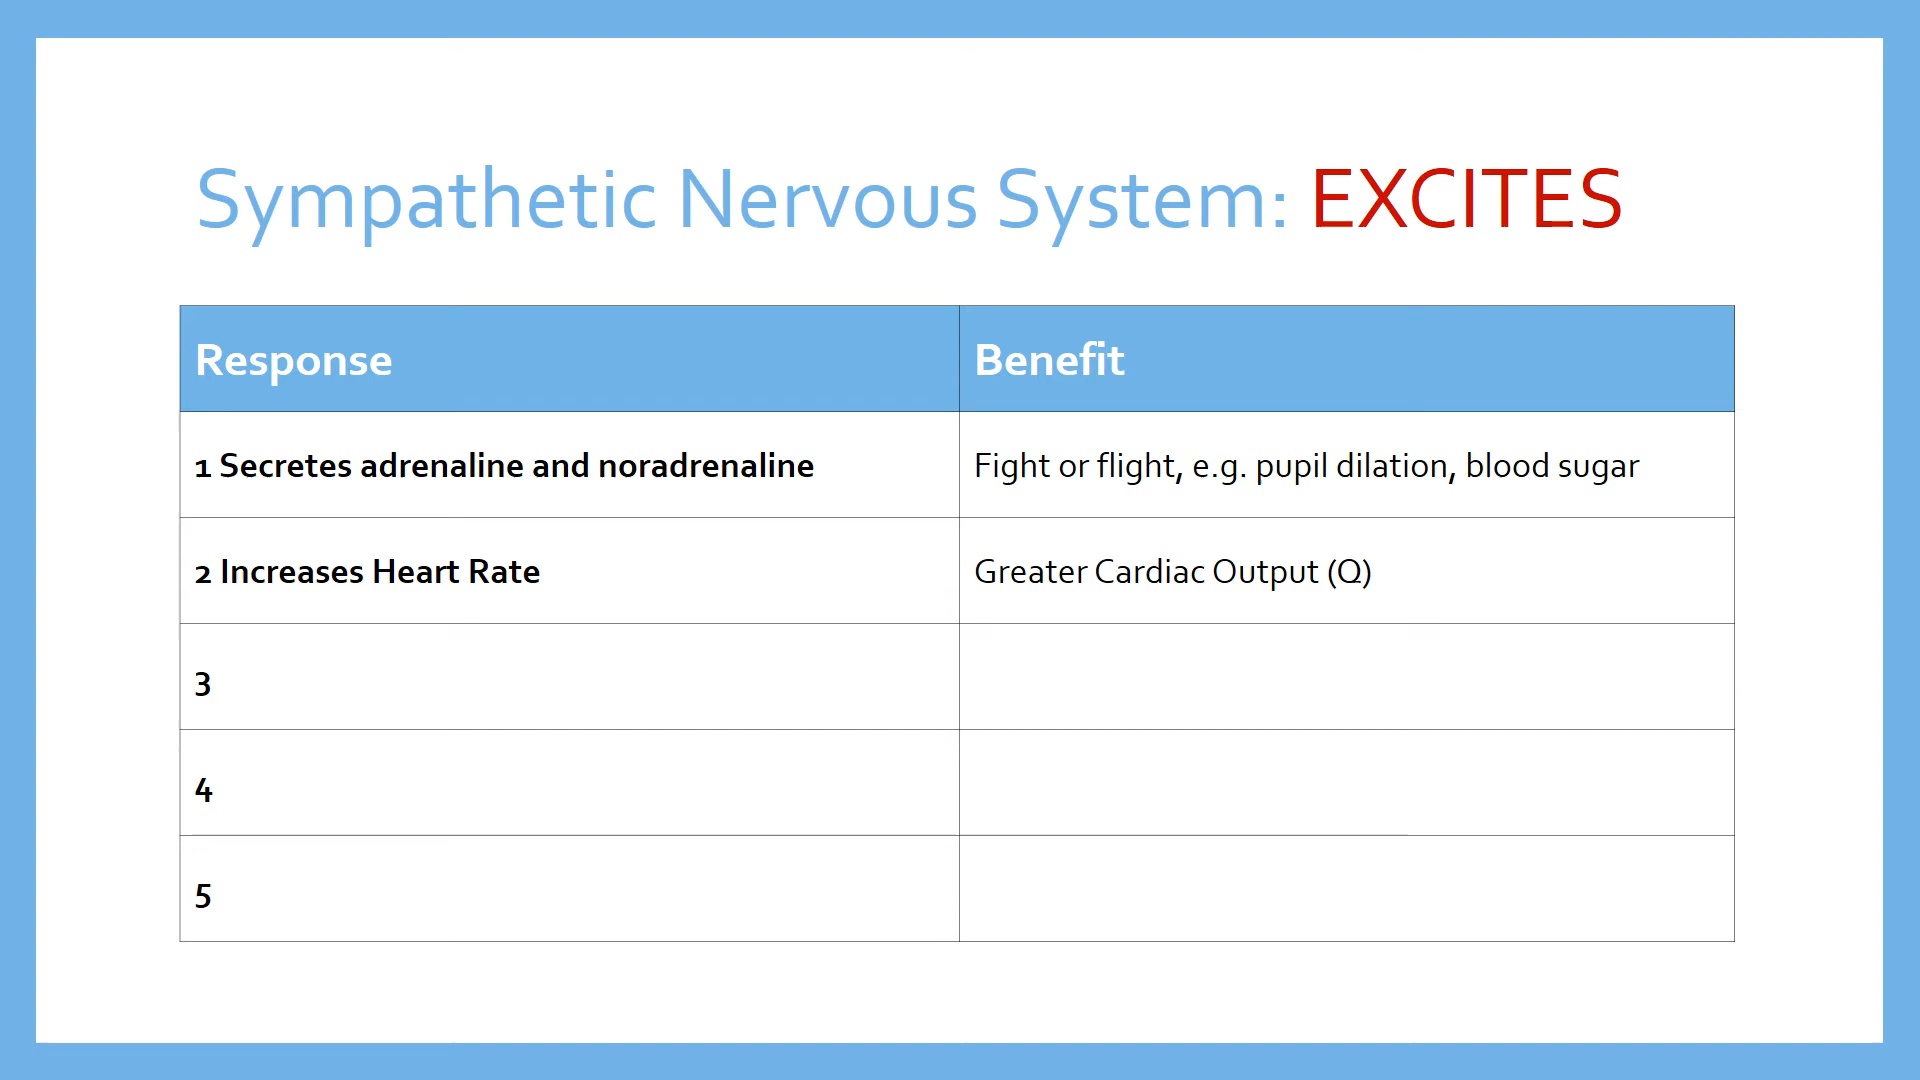 Sympathetic Nervous System: EXCITES
Response Benefit
1 Secretes adrenaline and noradrenaline Fight or flight, e.g. pupil dilation, blood sugar
2 Increases Heart Rate Greater Cardiac Output (Q)
3
4
5